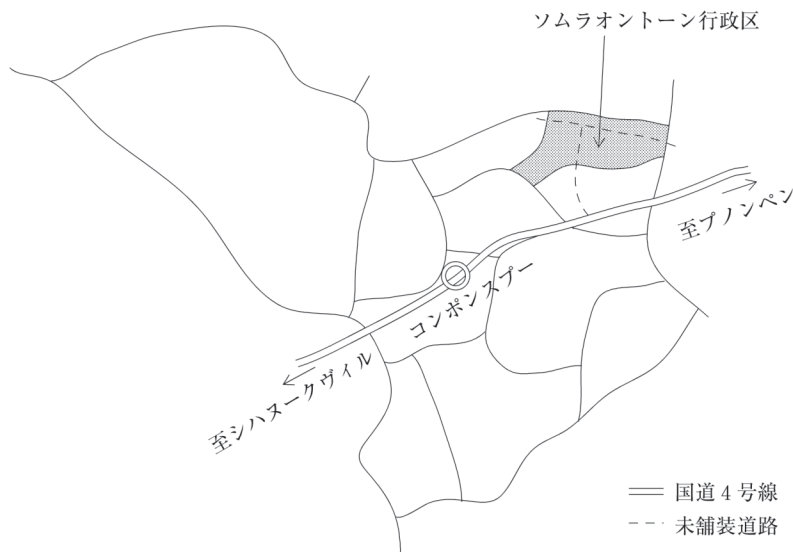 ソムラオントーン行政区
至プノンペン
コンポンスプー
至シハヌークヴィル
国道4号線
未舗装道路